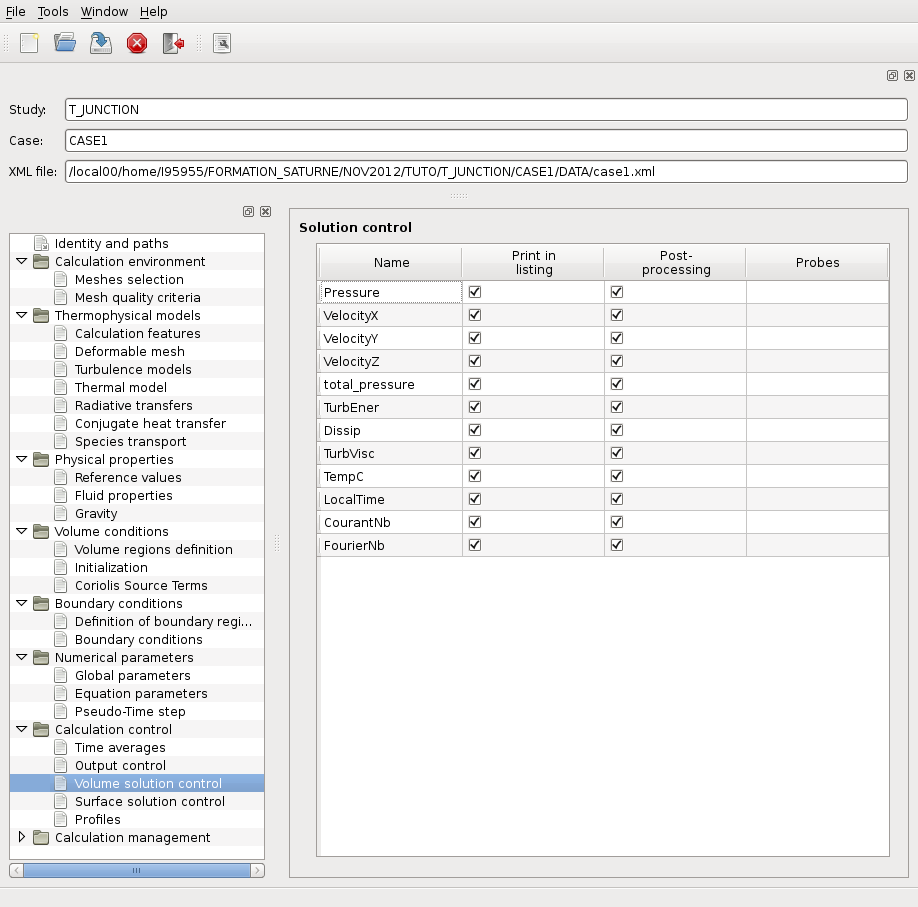 File Tools Window Help
Study: T_JUNCTION
Case: CASE1
XML file: /local00/home/I95955/FORMATION_SATURNE/NOV2012/TUTO/T_JUNCTION/CASE1/DATA/case1.xml
Identity and paths
Calculation environment
Meshes selection
Mesh quality criteria
Thermophysical models
Calculation features
Deformable mesh
Turbulence models
Thermal model
Radiative transfers
Conjugate heat transfer
Species transport
Physical properties
Reference values
Fluid properties
Gravity
Volume conditions
Volume regions definition
Initialization
Coriolis Source Terms
Boundary conditions
Definition of boundary regi...
Boundary conditions
Numerical parameters
Global parameters
Equation parameters
Pseudo-Time step
Calculation control
Time averages
Output control
Volume solution control
Surface solution control
Profiles
Calculation management
Solution control
Name
Print in
listing
Post-
processing
Probes
Pressure
VelocityX
VelocityY
VelocityZ
total_pressure
TurbEner
Dissip
TurbVisc
TempC
LocalTime
CourantNb
FourierNb